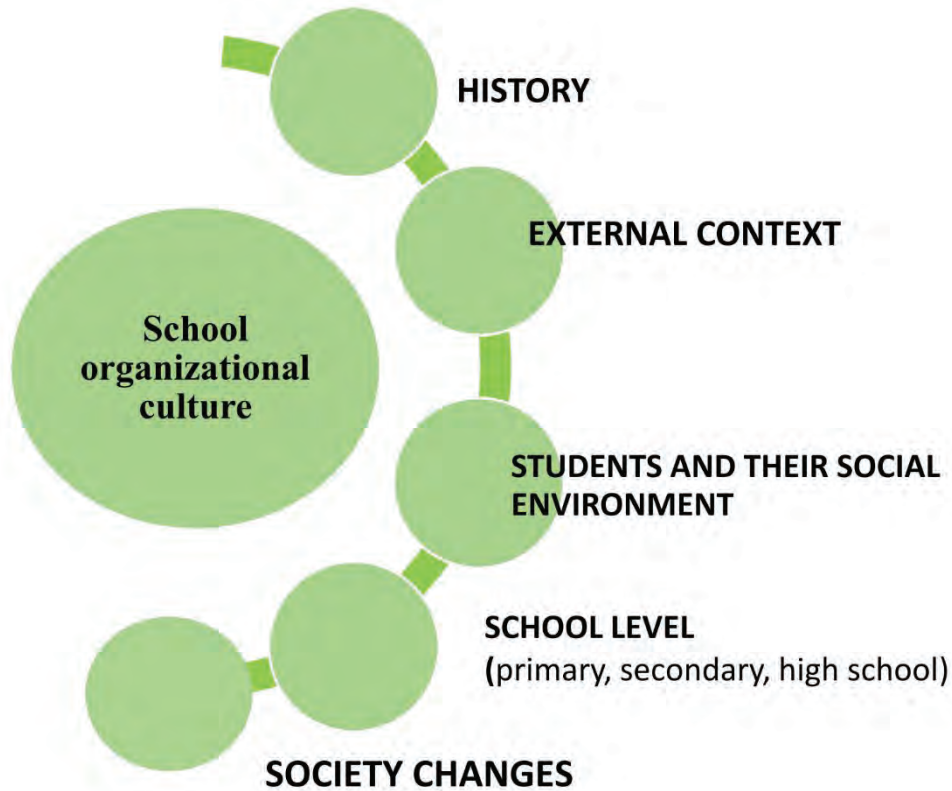 HISTORY
EXTERNAL CONTEXT
School
organizational
culture
STUDENTS AND THEIR SOCIAL
ENVIRONMENT
SCHOOL LEVEL
(primary, secondary, high school)
SOCIETY CHANGES